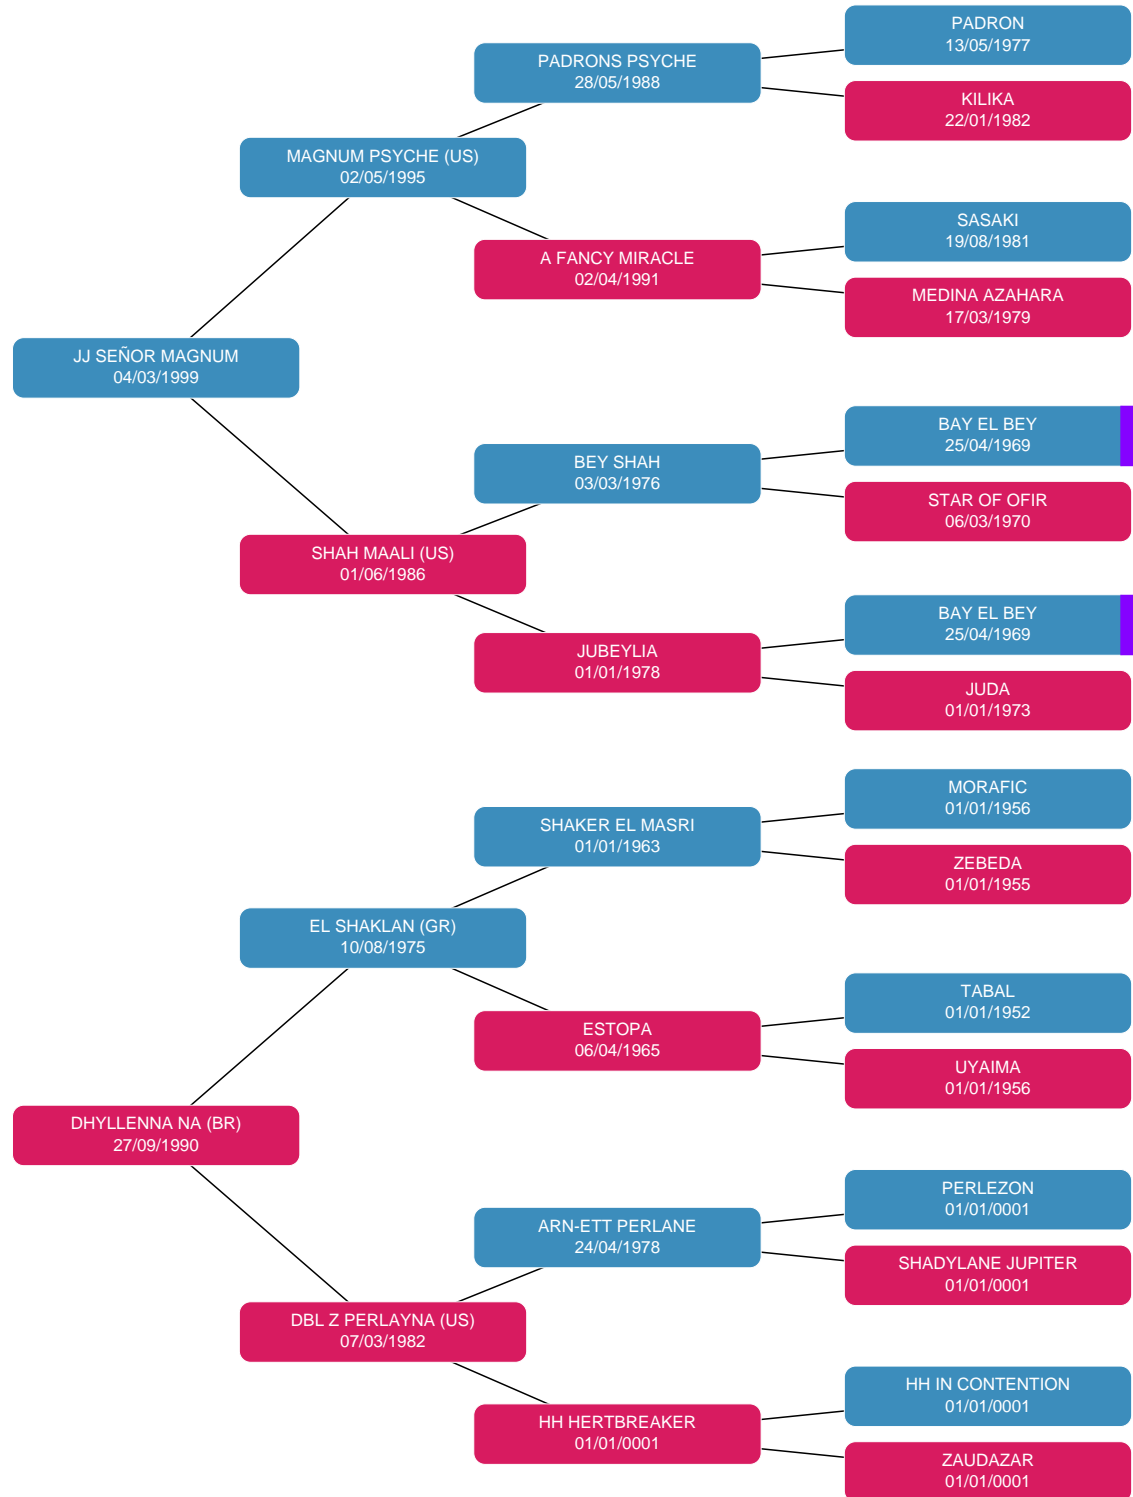 PADRON
13/05/1977
PADRONS PSYCHE
28/05/1988
KILIKA
22/01/1982
MAGNUM PSYCHE (US)
02/05/1995
SASAKI
19/08/1981
A FANCY MIRACLE
02/04/1991
MEDINA AZAHARA
17/03/1979
JJ SEÑOR MAGNUM
04/03/1999
BAY EL BEY
25/04/1969
BEY SHAH
03/03/1976
STAR OF OFIR
06/03/1970
SHAH MAALI (US)
01/06/1986
BAY EL BEY
25/04/1969
JUBEYLIA
01/01/1978
JUDA
01/01/1973
MORAFIC
01/01/1956
SHAKER EL MASRI
01/01/1963
ZEBEDA
01/01/1955
EL SHAKLAN (GR)
10/08/1975
TABAL
01/01/1952
ESTOPA
06/04/1965
UYAIMA
01/01/1956
DHYLLENNA NA (BR)
27/09/1990
PERLEZON
01/01/0001
ARN-ETT PERLANE
24/04/1978
SHADYLANE JUPITER
01/01/0001
DBL Z PERLAYNA (US)
07/03/1982
HH IN CONTENTION
01/01/0001
HH HERTBREAKER
01/01/0001
ZAUDAZAR
01/01/0001